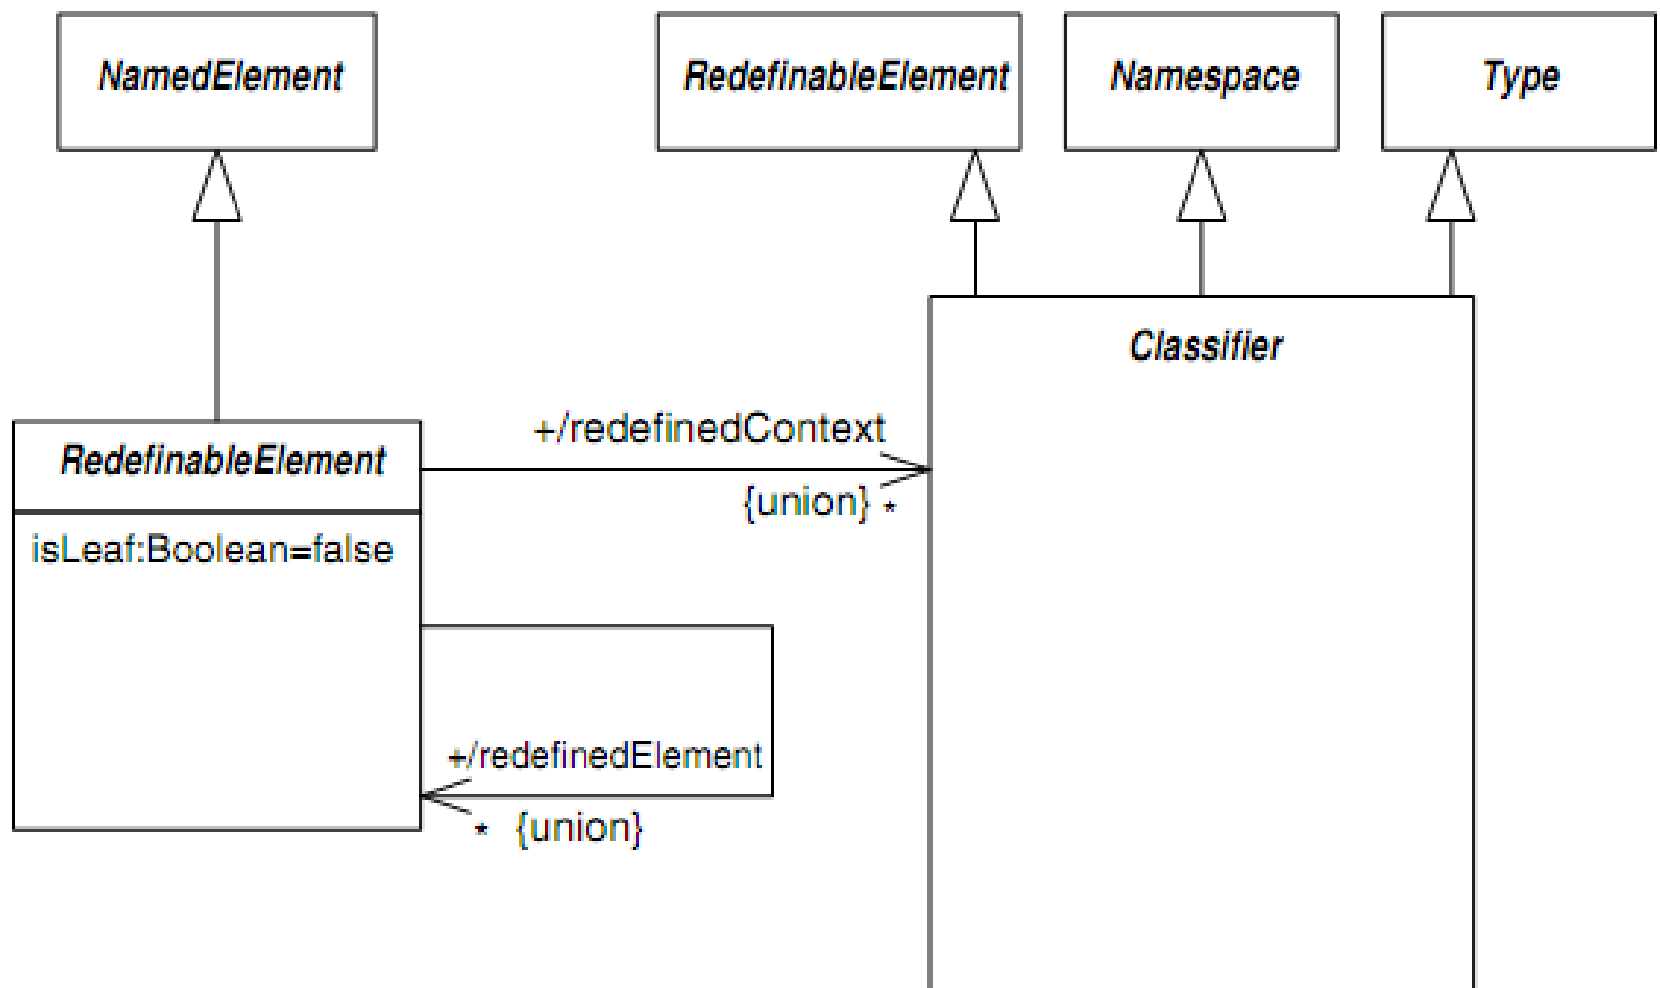 NamedElement
RedefinableElement
Namespace
Type
Classifier
+/redefinedContext
{union} *
RedefinableElement
isLeaf:Boolean=false
+/redefinedElement
* {union}